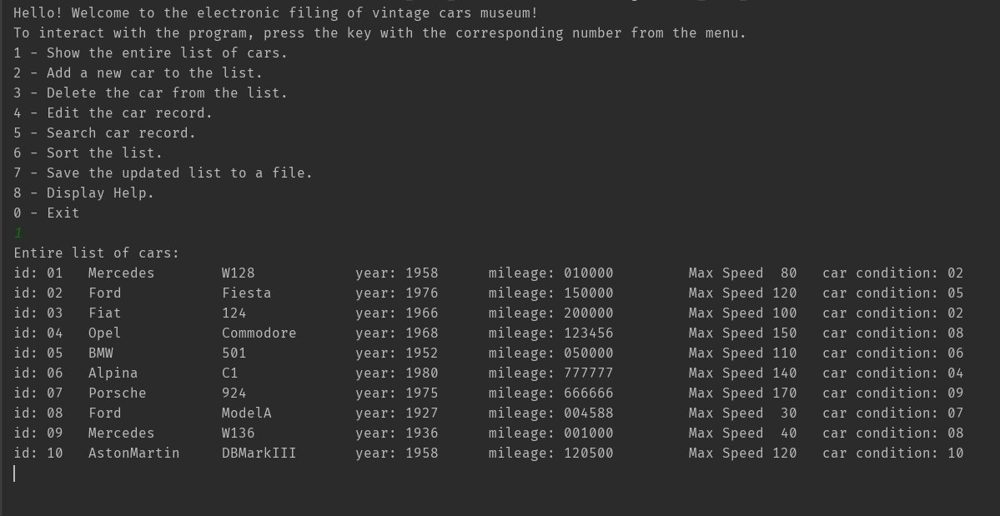 Hello! Welcome to the electronic filing of vintage cars museum!
To interact with the program, press the key with the corresponding number from the menu.
1 - Show the entire list of cars.
2 - Add a new car to the list.
3 - Delete the car from the list.
4 - Edit the car record.
5 - Search car record.
6 - Sort the list.
7 - Save the updated list to a file.
8 - Display Help.
0 - Exit
1
Entire list of cars:
id: 01   Mercedes        W128            year: 1958      mileage: 010000         Max Speed  80   car condition: 02
id: 02   Ford            Fiesta          year: 1976      mileage: 150000         Max Speed 120   car condition: 05
id: 03   Fiat            124             year: 1966      mileage: 200000         Max Speed 100   car condition: 02
id: 04   Opel            Commodore       year: 1968      mileage: 123456         Max Speed 150   car condition: 08
id: 05   BMW             501             year: 1952      mileage: 050000         Max Speed 110   car condition: 06
id: 06   Alpina          C1              year: 1980      mileage: 777777         Max Speed 140   car condition: 04
id: 07   Porsche         924             year: 1975      mileage: 666666         Max Speed 170   car condition: 09
id: 08   Ford            ModelA          year: 1927      mileage: 004588         Max Speed  30   car condition: 07
id: 09   Mercedes        W136            year: 1936      mileage: 001000         Max Speed  40   car condition: 08
id: 10   AstonMartin     DBMarkIII       year: 1958      mileage: 120500         Max Speed 120   car condition: 10